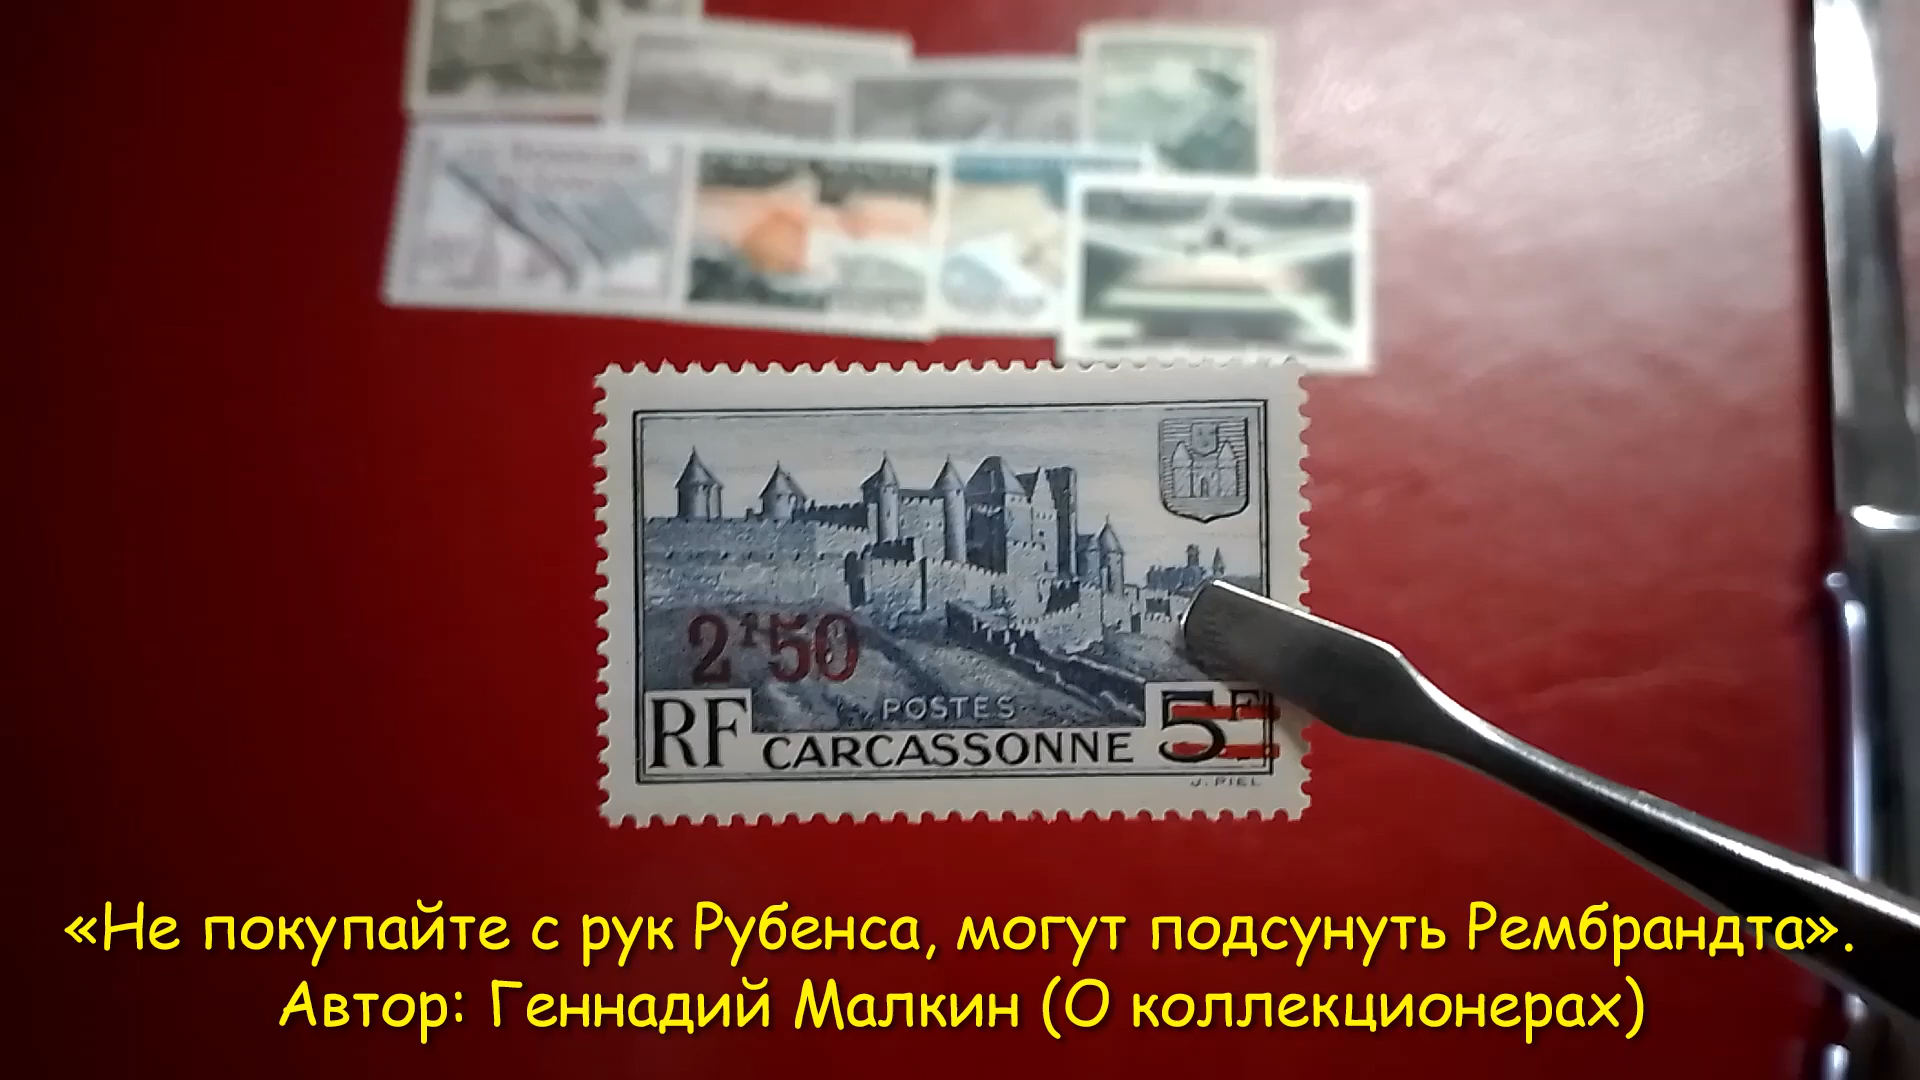 2ᶠ50
POSTES
RF CARCASSONNE 5F
J. PIEL
«Не покупайте с рук Рубенса, могут подсунуть Рембрандта».
Автор: Геннадий Малкин (О коллекционерах)